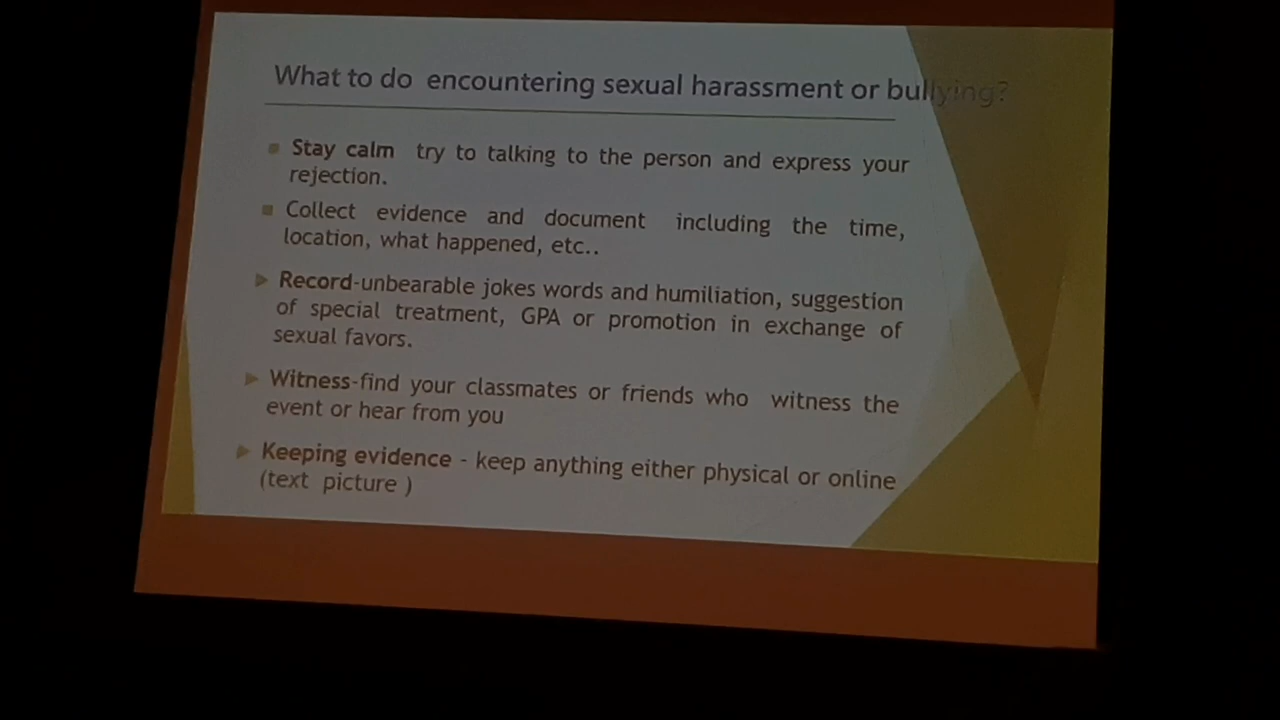 What to do encountering sexual harassment or bullying?
Stay calm try to talking to the person and express your
rejection.
Collect evidence and document including the time,
location, what happened, etc..
Record-unbearable jokes words and humiliation, suggestion
of special treatment, GPA or promotion in exchange of
sexual favors.
Witness-find your classmates or friends who witness the
event or hear from you
Keeping evidence - keep anything either physical or online
(text picture )